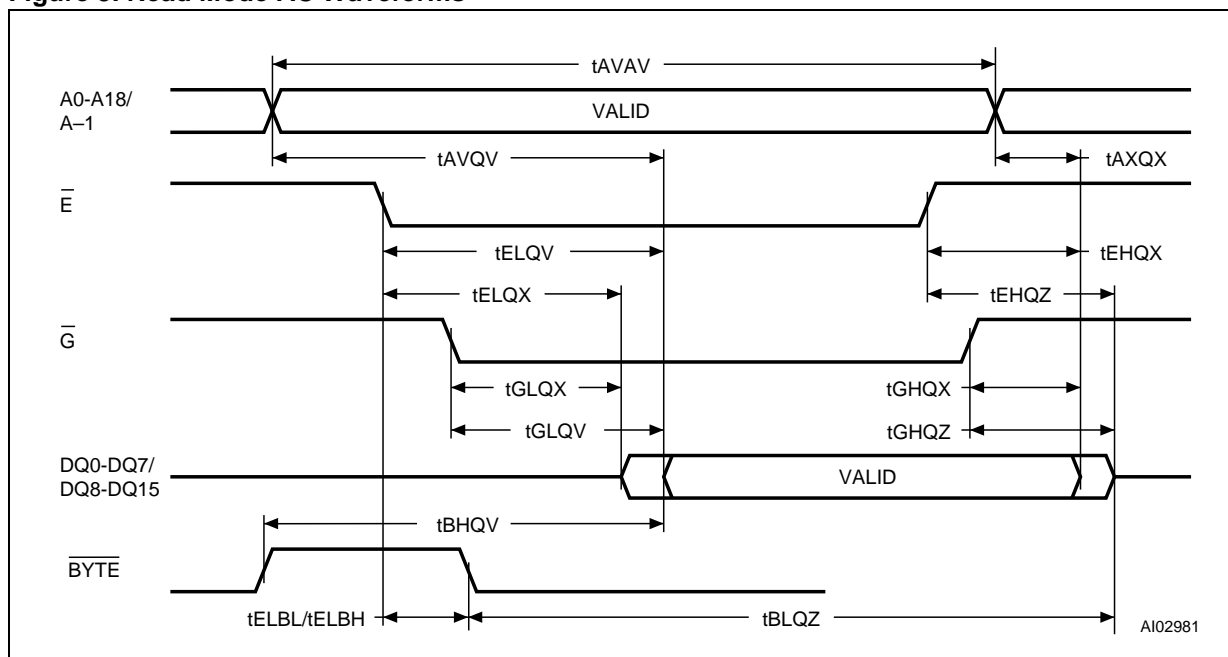 tAVAV
A0-A18/
A–1
VALID
tAVQV
tAXQX
E
tELQV
tEHQX
tELQX
tEHQZ
G
tGLQX
tGHQX
tGLQV
tGHQZ
DQ0-DQ7/
DQ8-DQ15
VALID
tBHQV
BYTE
tELBL/tELBH
tBLQZ
AI02981